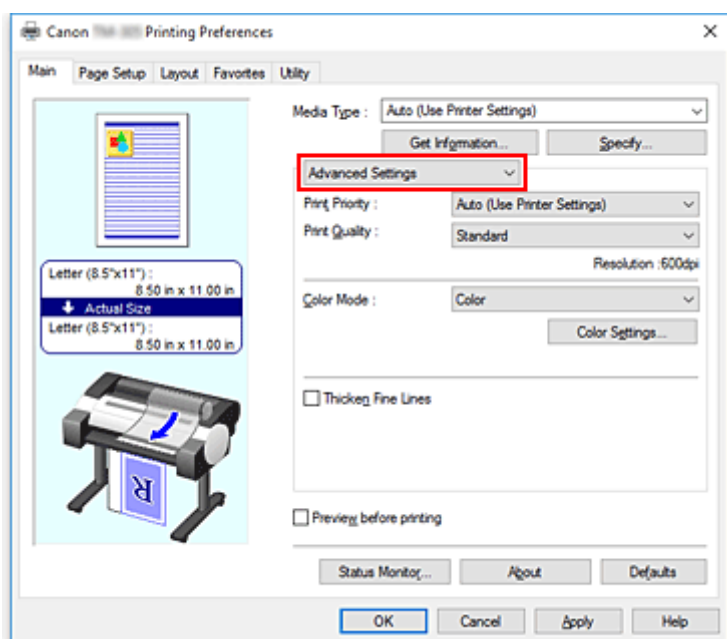 Canon Printing Preferences
Main Page Setup Layout Favorites Utility
Media Type : Auto (Use Printer Settings)
Get Information... Specify...
Advanced Settings
Print Priority : Auto (Use Printer Settings)
Print Quality : Standard
Resolution :600dpi
Letter (8.5"x11") :
8.50 in x 11.00 in
Actual Size
Letter (8.5"x11") :
8.50 in x 11.00 in
Color Mode : Color
Color Settings...
Thicken Fine Lines
R
Preview before printing
Status Monitor... About Defaults
OK Cancel Apply Help